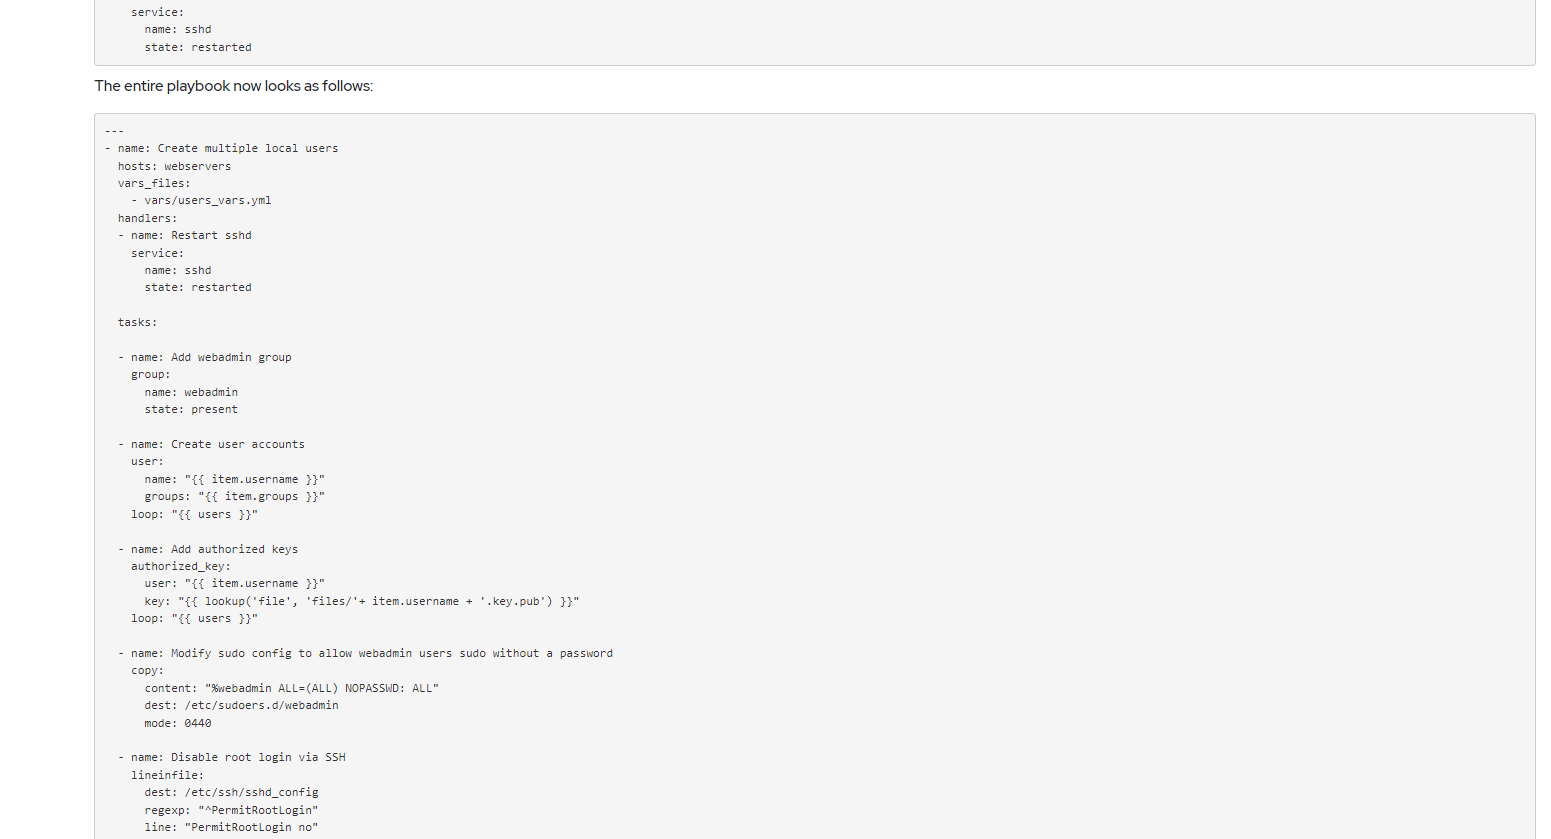 service:
name: sshd
state: restarted
The entire playbook now looks as follows:
---
- name: Create multiple local users
hosts: webservers
vars_files:
- vars/users_vars.yml
handlers:
- name: Restart sshd
service:
name: sshd
state: restarted
tasks:
- name: Add webadmin group
group:
name: webadmin
state: present
- name: Create user accounts
user:
name: "{{ item.username }}"
groups: "{{ item.groups }}"
loop: "{{ users }}"
- name: Add authorized keys
authorized_key:
user: "{{ item.username }}"
key: "{{ lookup('file', 'files/'+ item.username + '.key.pub') }}"
loop: "{{ users }}"
- name: Modify sudo config to allow webadmin users sudo without a password
copy:
content: "%webadmin ALL=(ALL) NOPASSWD: ALL"
dest: /etc/sudoers.d/webadmin
mode: 0440
- name: Disable root login via SSH
lineinfile:
dest: /etc/ssh/sshd_config
regexp: "^PermitRootLogin"
line: "PermitRootLogin no"